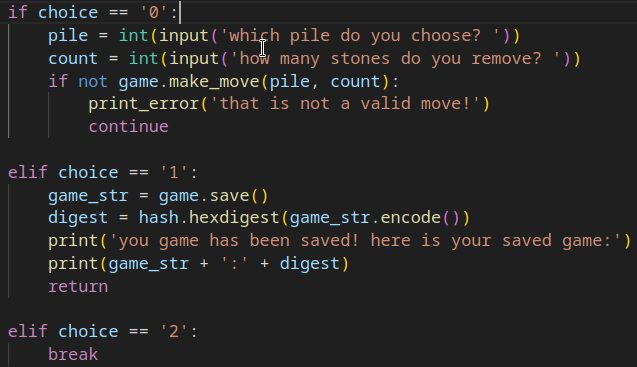 if choice == '0':
    pile = int(input('which pile do you choose? '))
    count = int(input('how many stones do you remove? '))
    if not game.make_move(pile, count):
        print_error('that is not a valid move!')
        continue

elif choice == '1':
    game_str = game.save()
    digest = hash.hexdigest(game_str.encode())
    print('you game has been saved! here is your saved game:')
    print(game_str + ':' + digest)
    return

elif choice == '2':
    break